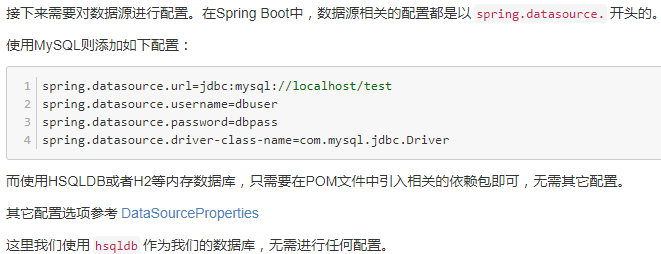 接下来需要对数据源进行配置。在Spring Boot中，数据源相关的配置都是以 spring.datasource. 开头的。
使用MySQL则添加如下配置：
1 spring.datasource.url=jdbc:mysql://localhost/test
2 spring.datasource.username=dbuser
3 spring.datasource.password=dbpass
4 spring.datasource.driver-class-name=com.mysql.jdbc.Driver
而使用HSQLDB或者H2等内存数据库，只需要在POM文件中引入相关的依赖包即可，无需其它配置。
其它配置选项参考 DataSourceProperties
这里我们使用 hsqldb 作为我们的数据库，无需进行任何配置。